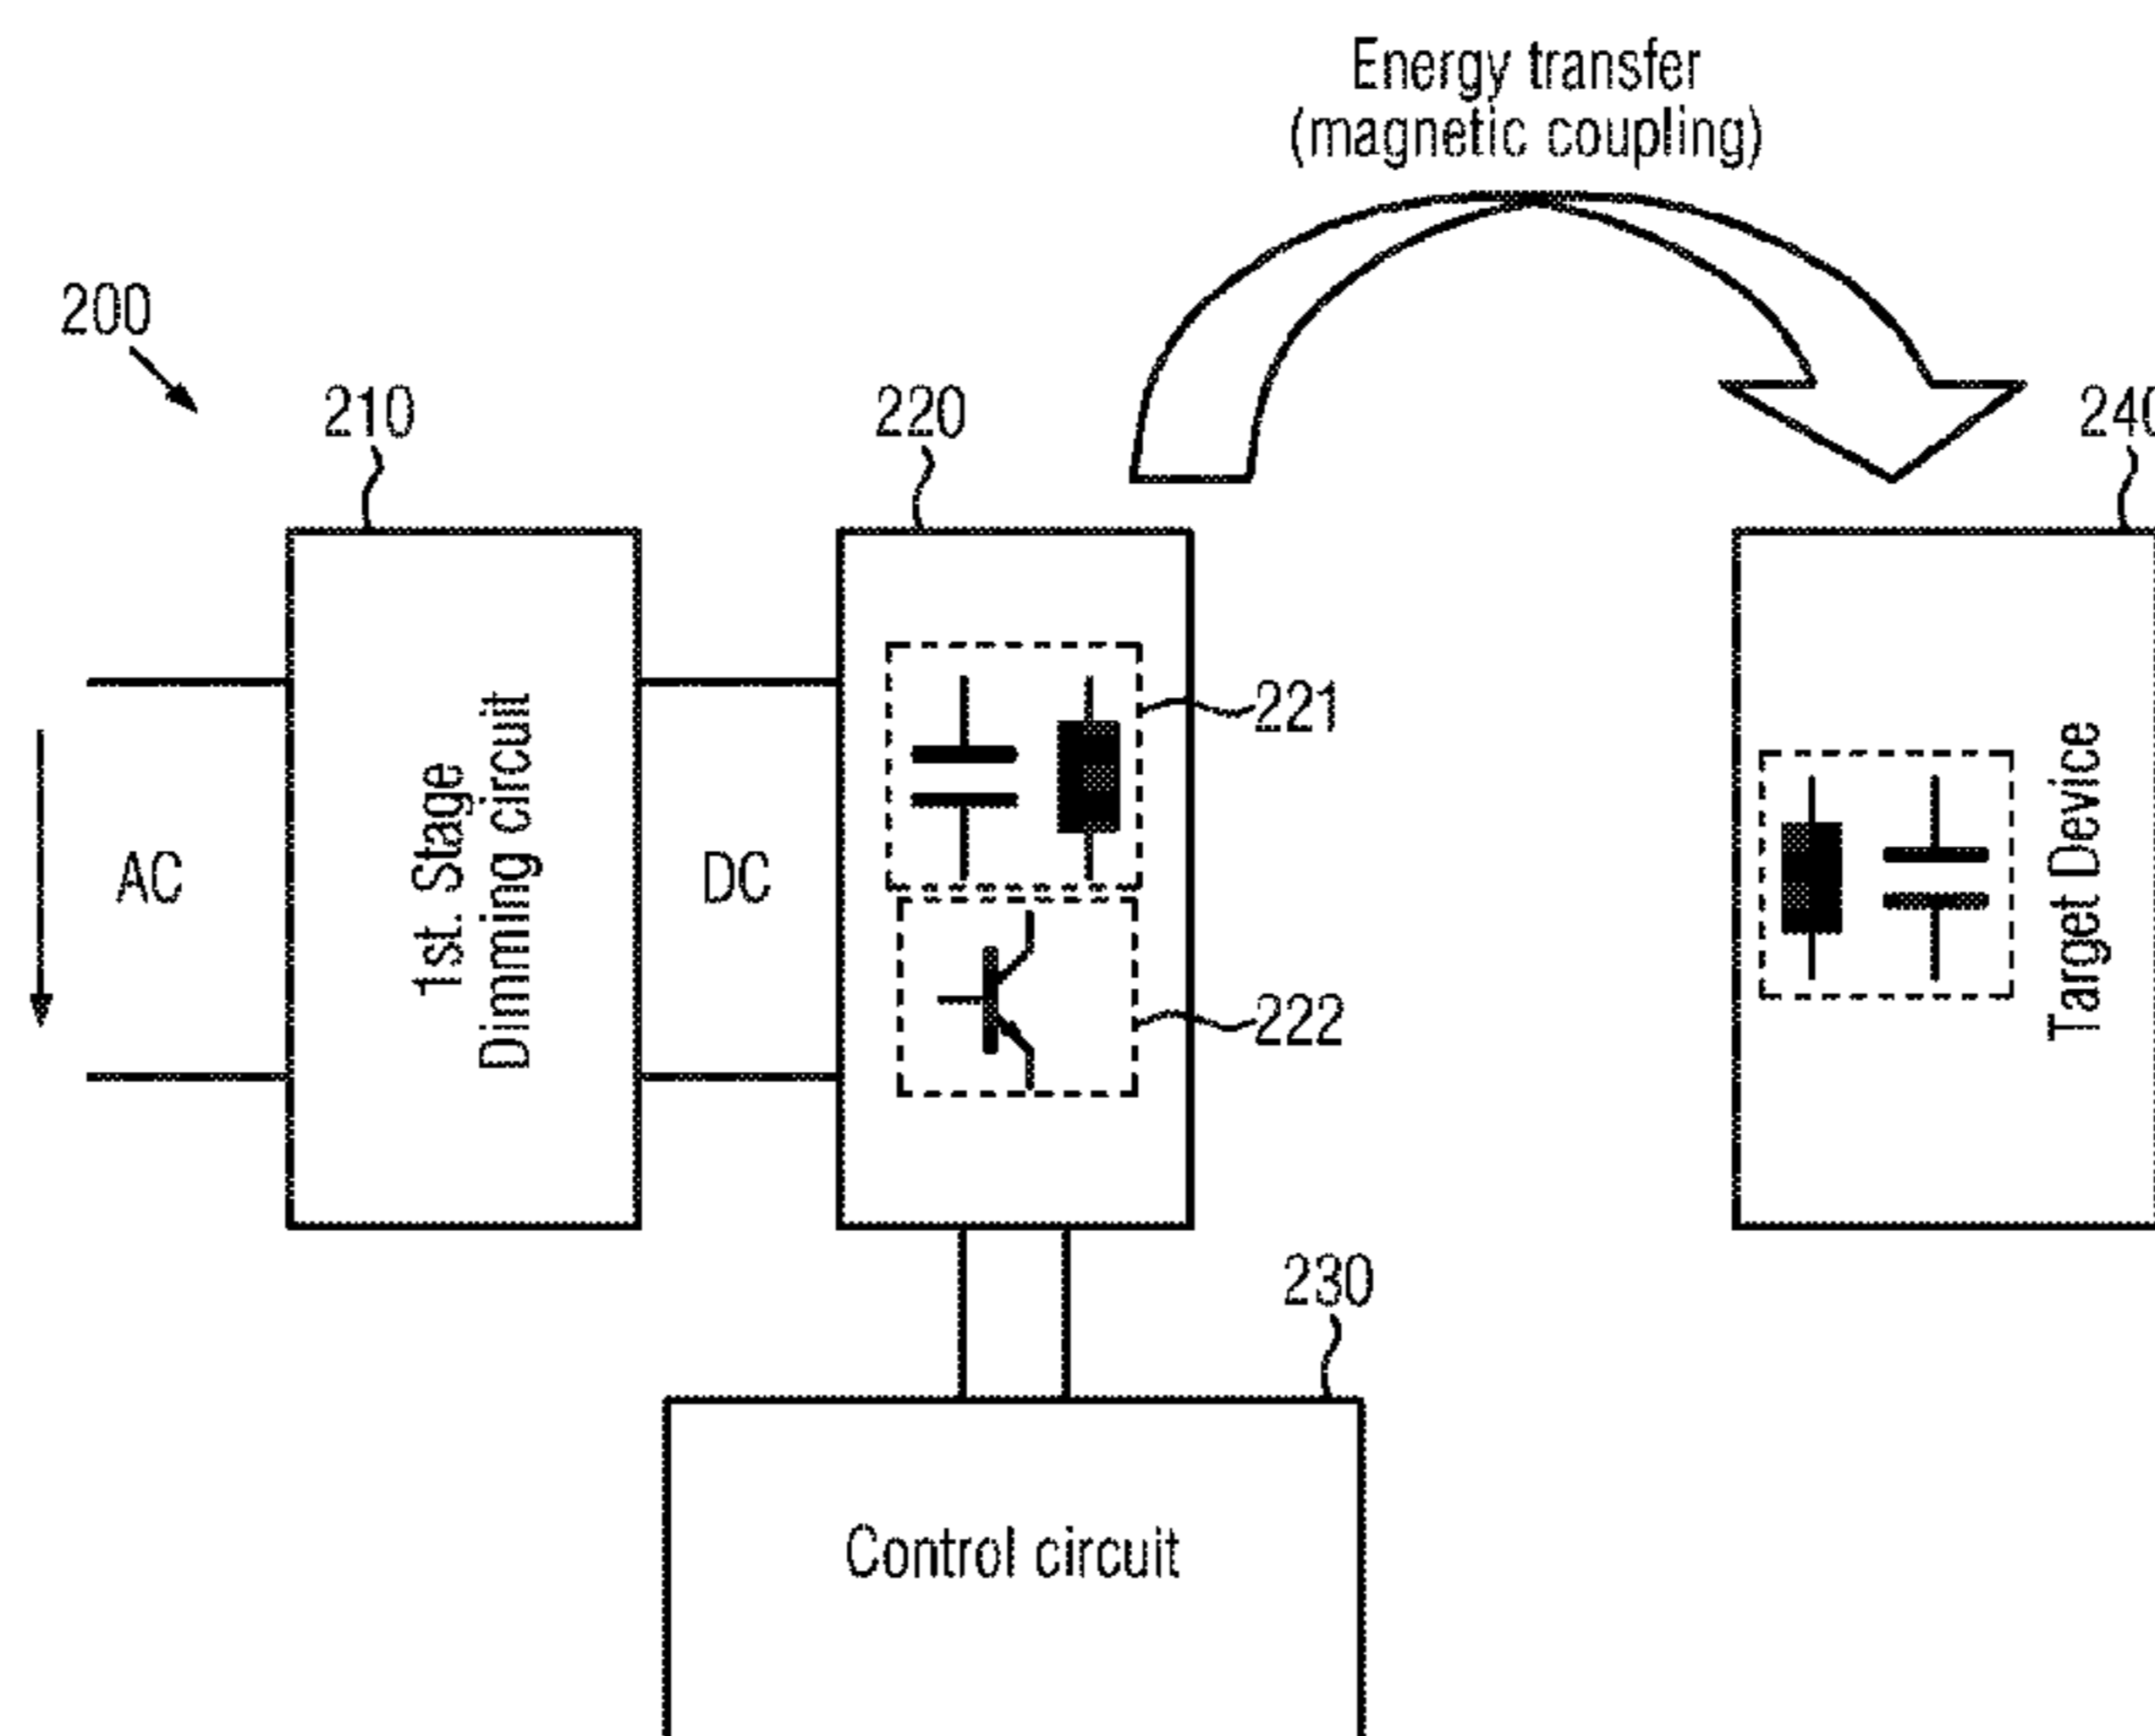 Energy transfer
(magnetic coupling)
200
210
220
240
221
AC
1st. Stage
Dimming circuit
DC
Target Device
222
230
Control circuit